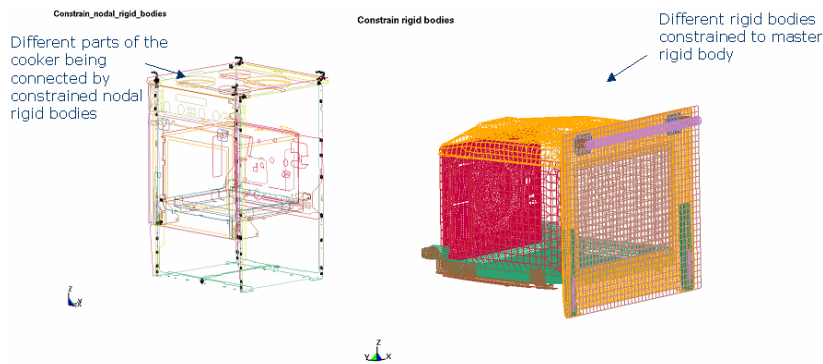 Constrain_nodal_rigid_bodies
Different parts of the
cooker being
connected by
constrained nodal
rigid bodies
Z
X
Constrain rigid bodies
Different rigid bodies
constrained to master
rigid body
Z
Y X